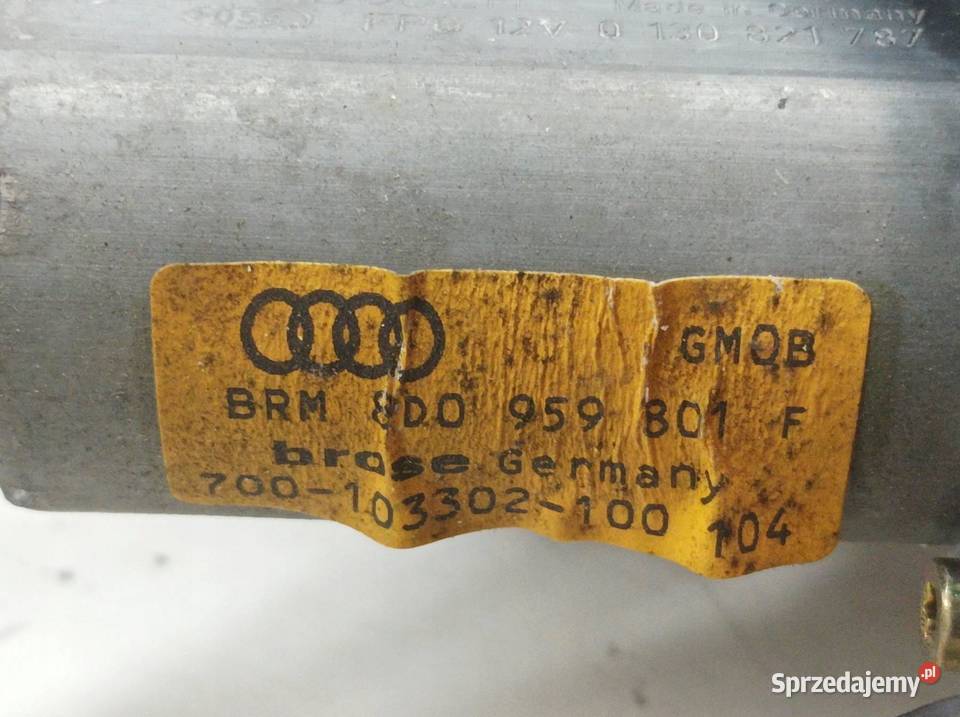 Made in Germany
FPG 12V 0 130 821 787
GMOB
BRM 8D0 959 801 F
brose Germany
700-103302-100 104
Sprzedajemy.pl